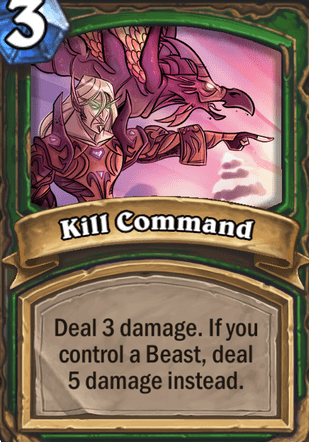 3
Kill Command
Deal 3 damage. If you
control a Beast, deal
5 damage instead.